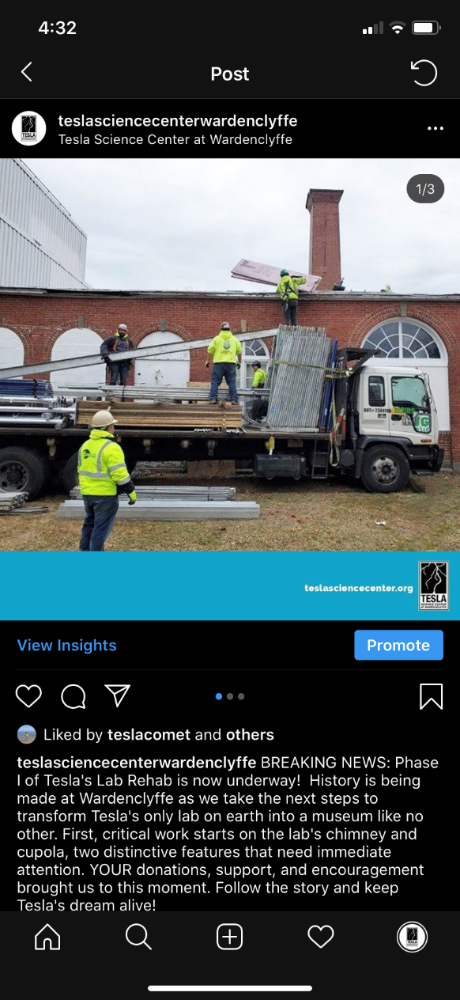 4:32
Post
teslasciencecenterwardenclyffe
Tesla Science Center at Wardenclyffe
1/3
teslasciencecenter.org
TESLA
SCIENCE CENTER
AT WARDENCLYFFE
View Insights
Promote
Liked by teslacomet and others
teslasciencecenterwardenclyffe BREAKING NEWS: Phase
I of Tesla's Lab Rehab is now underway!  History is being
made at Wardenclyffe as we take the next steps to
transform Tesla's only lab on earth into a museum like no
other. First, critical work starts on the lab's chimney and
cupola, two distinctive features that need immediate
attention. YOUR donations, support, and encouragement
brought us to this moment. Follow the story and keep
Tesla's dream alive!